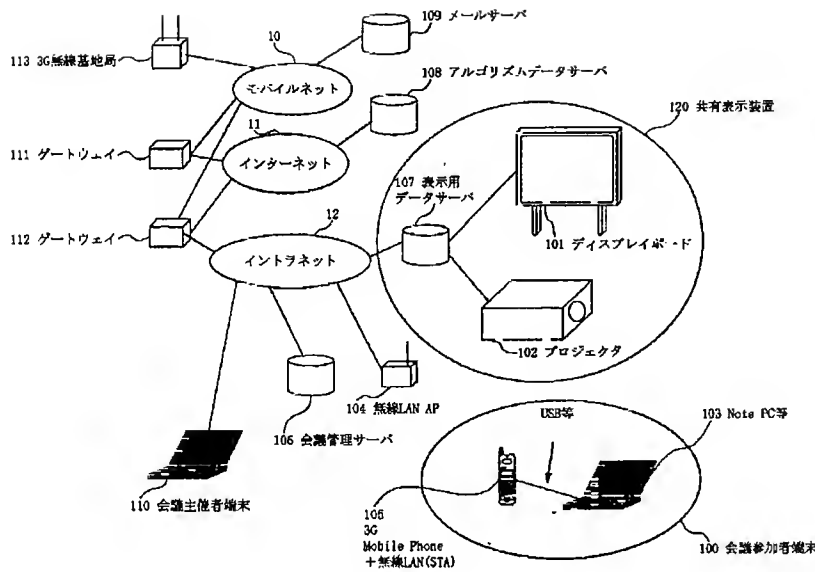 109 メールサーバ
10
113 3G無線基地局
モバイルネット
108 アルゴリズムデータサーバ
11
インターネット
120 共有表示装置
111 ゲートウェイ
107 表示用
データサーバ
12
112 ゲートウェイ
イントラネット
101 ディスプレイボード
102 プロジェクタ
104 無線LAN AP
106 会議管理サーバ
USB等
103 Note PC等
110 会議主催者端末
105
3G
Mobile Phone
＋無線LAN(STA)
100 会議参加者端末